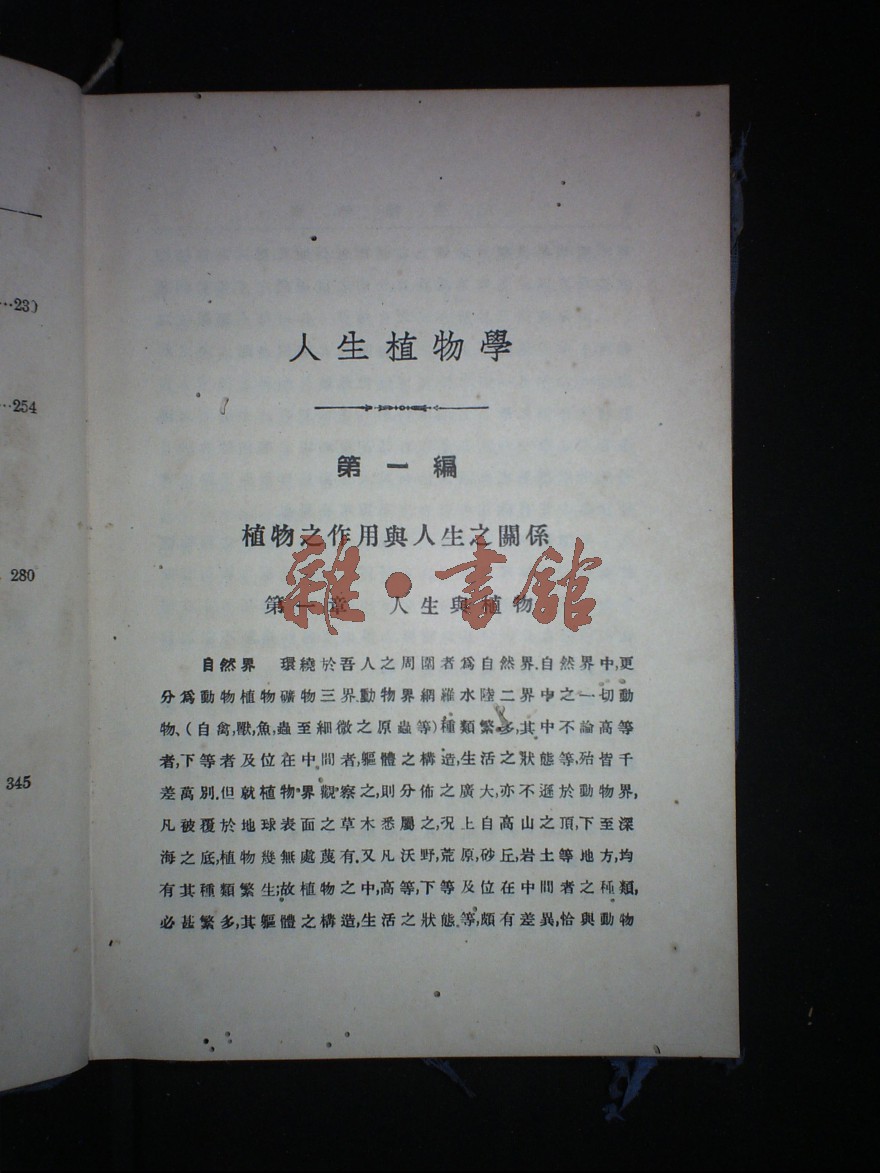 …230
…254
280
345
人生植物學
第一編
植物之作用與人生之關係
第一章 人生與植物
雜·書館
自然界 環繞於吾人之周圍者爲自然界.自然界中,更
分爲動物植物礦物三界.動物界網羅水陸二界中之一切動
物、(自禽,獸,魚,蟲至細微之原蟲等)種類繁多,其中不論高等
者,下等者及位在中間者,軀體之構造,生活之狀態等,殆皆千
差萬別.但就植物界觀察之,則分佈之廣大,亦不遜於動物界,
凡被覆於地球表面之草木悉屬之,況上自高山之頂,下至深
海之底,植物幾無處蔑有.又凡沃野,荒原,砂丘,岩土等地方,均
有其種類繁生;故植物之中,高等,下等及位在中間者之種類,
必甚繁多,其軀體之構造,生活之狀態等,頗有差異,恰與動物